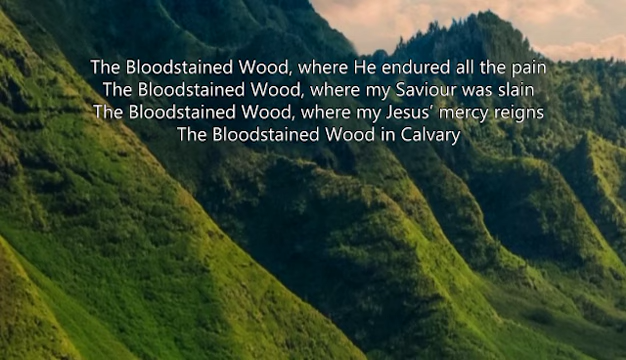 The Bloodstained Wood, where He endured all the pain
The Bloodstained Wood, where my Saviour was slain
The Bloodstained Wood, where my Jesus’ mercy reigns
The Bloodstained Wood in Calvary